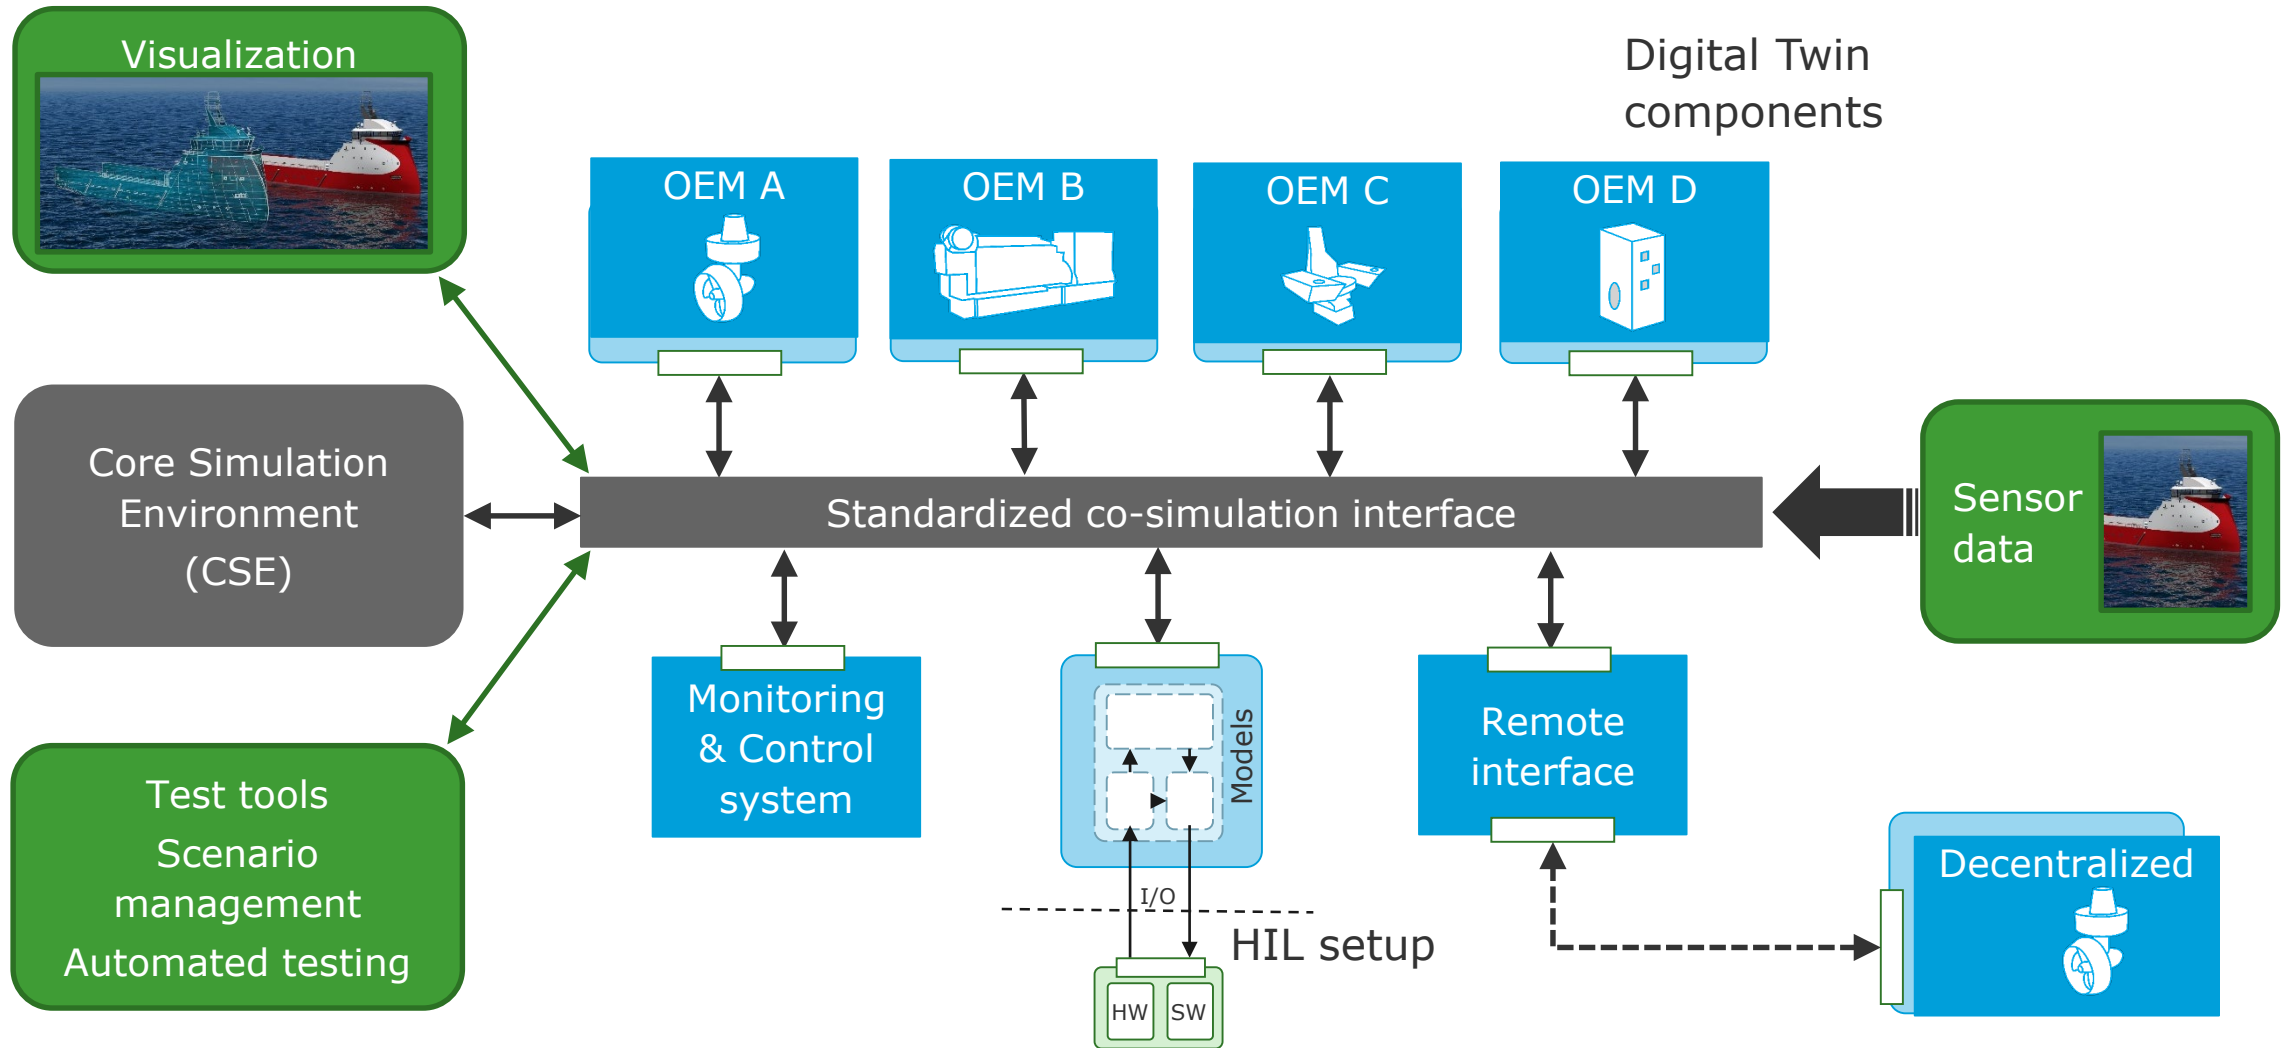 Visualization
Digital Twin
components
OEM A
OEM B
OEM C
OEM D
Core Simulation
Environment
(CSE)
Standardized co-simulation interface
Sensor
data
Monitoring
& Control
system
Models
Remote
interface
Test tools
Scenario
management
Automated testing
I/O
HIL setup
HW
SW
Decentralized